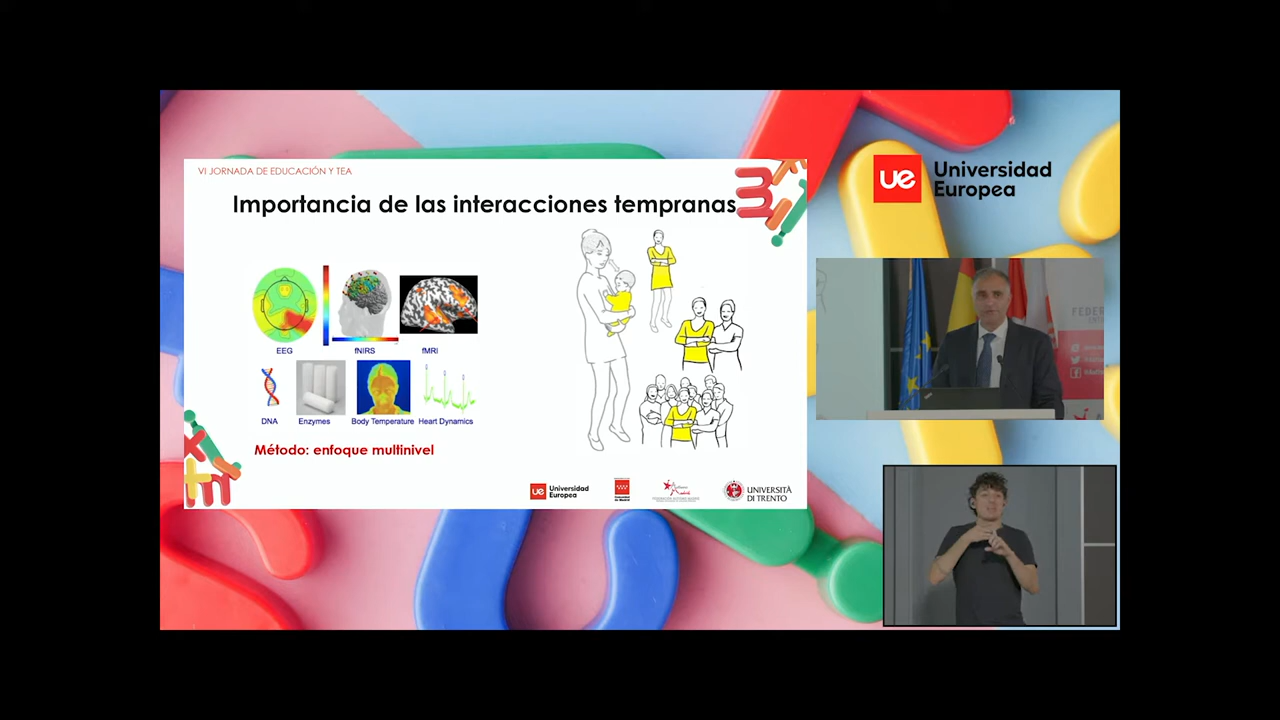 VI JORNADA DE EDUCACIÓN Y TEA
Importancia de las interacciones tempranas
EEG
fNIRS
fMRI
DNA
Enzymes
Body Temperature
Heart Dynamics
Método: enfoque multinivel
ue Universidad
Europea
UNIVERSITÀ
DI TRENTO
ue Universidad
Europea